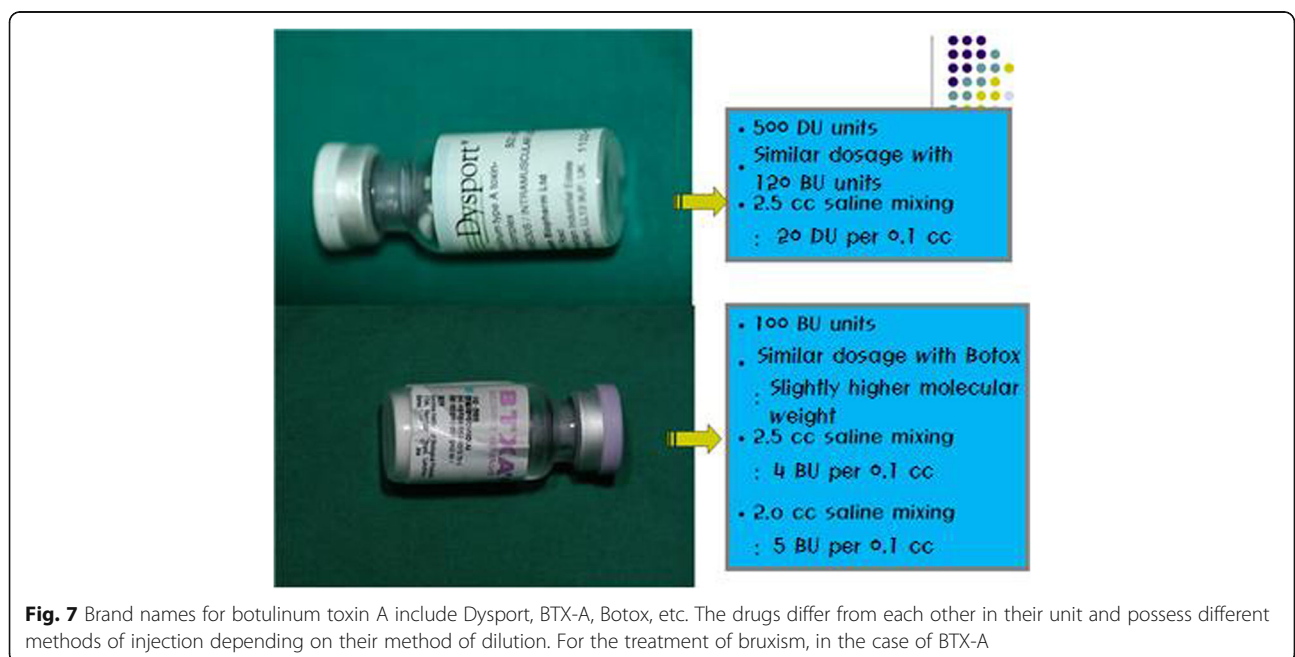 Dysport
• 500 DU units
• Similar dosage with
120 BU units
• 2.5 cc saline mixing
: 20 DU per 0.1 cc
BTXA
• 100 BU units
• Similar dosage with Botox
: Slightly higher molecular
weight
• 2.5 cc saline mixing
: 4 BU per 0.1 cc
• 2.0 cc saline mixing
: 5 BU per 0.1 cc
Fig. 7 Brand names for botulinum toxin A include Dysport, BTX-A, Botox, etc. The drugs differ from each other in their unit and possess different
methods of injection depending on their method of dilution. For the treatment of bruxism, in the case of BTX-A